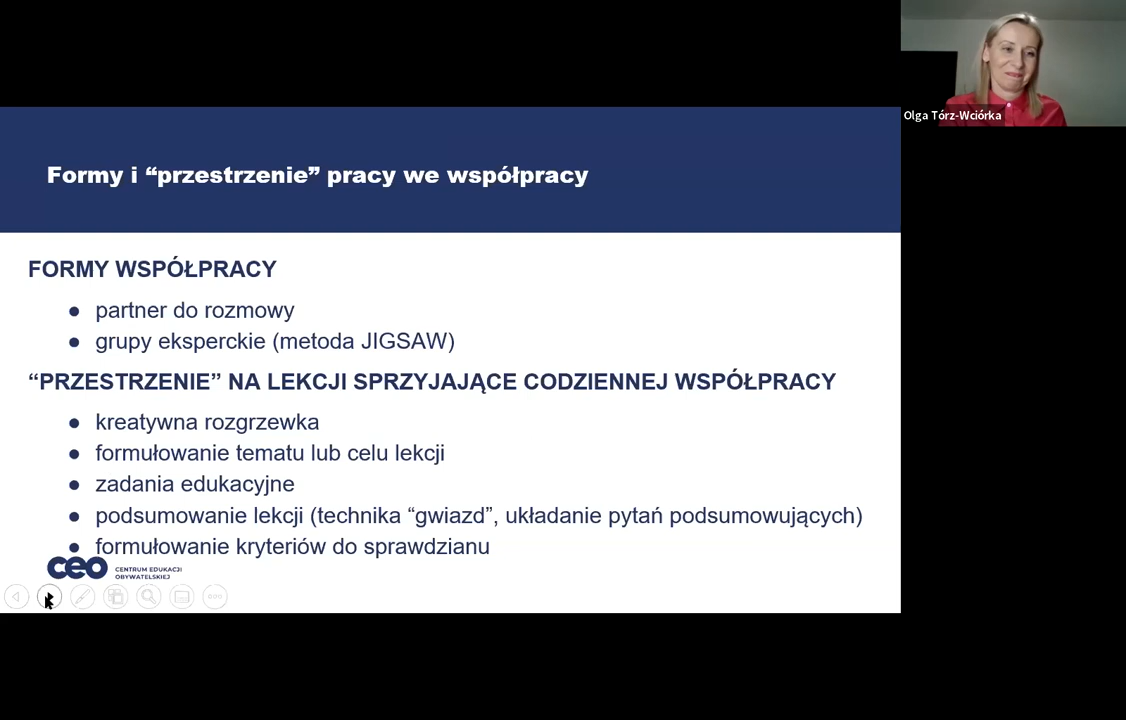 Olga Tórz-Wciórka
Formy i “przestrzenie” pracy we współpracy
FORMY WSPÓŁPRACY
● partner do rozmowy
● grupy eksperckie (metoda JIGSAW)
“PRZESTRZENIE” NA LEKCJI SPRZYJAJĄCE CODZIENNEJ WSPÓŁPRACY
● kreatywna rozgrzewka
● formułowanie tematu lub celu lekcji
● zadania edukacyjne
● podsumowanie lekcji (technika “gwiazd”, układanie pytań podsumowujących)
● formułowanie kryteriów do sprawdzianu
ceo
CENTRUM EDUKACJI
OBYWATELSKIEJ